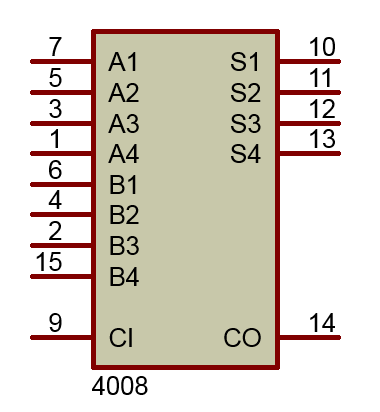 7 A1 S1 10
5 A2 S2 11
3 A3 S3 12
1 A4 S4 13
6 B1
4 B2
2 B3
15 B4
9 CI CO 14
4008